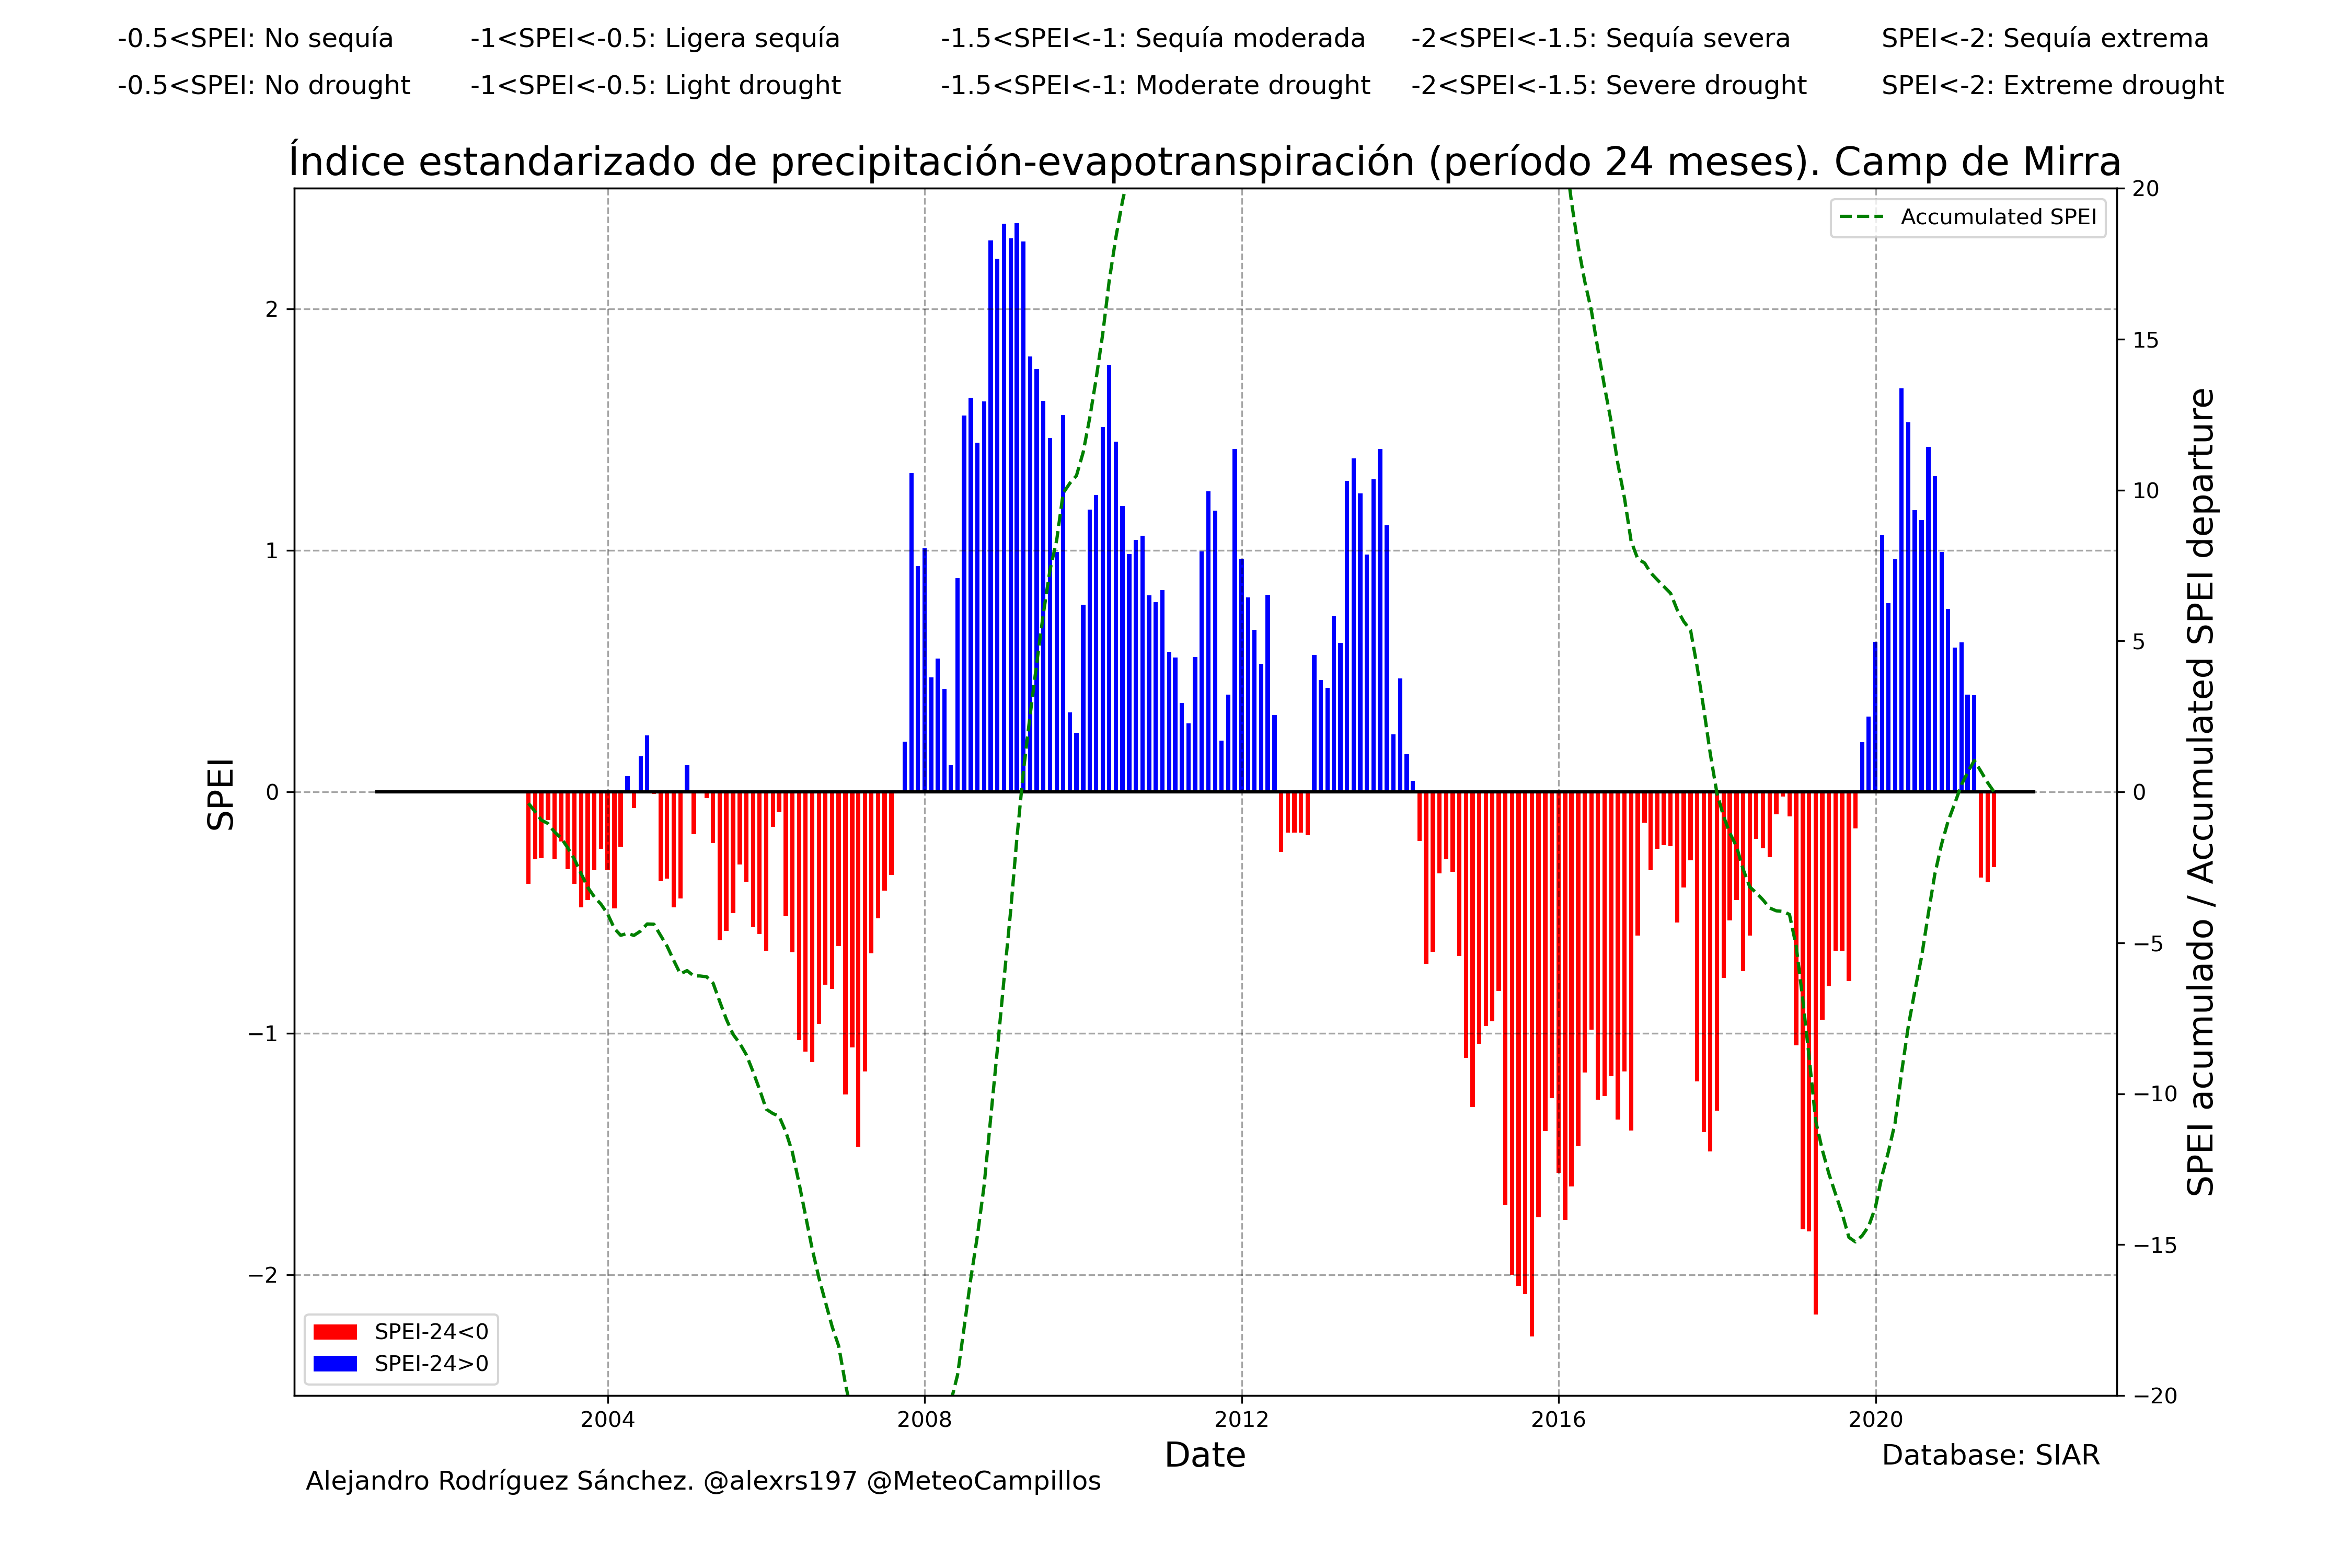 -0.5<SPEI: No sequía -1<SPEI<-0.5: Ligera sequía -1.5<SPEI<-1: Sequía moderada -2<SPEI<-1.5: Sequía severa SPEI<-2: Sequía extrema
-0.5<SPEI: No drought -1<SPEI<-0.5: Light drought -1.5<SPEI<-1: Moderate drought -2<SPEI<-1.5: Severe drought SPEI<-2: Extreme drought
Índice estandarizado de precipitación-evapotranspiración (período 24 meses). Camp de Mirra
Accumulated SPEI
SPEI
2
1
0
−1
−2
20
15
10
5
0
−5
−10
−15
−20
SPEI acumulado / Accumulated SPEI departure
SPEI-24<0
SPEI-24>0
2004 2008 2012 2016 2020
Date
Database: SIAR
Alejandro Rodríguez Sánchez. @alexrs197 @MeteoCampillos